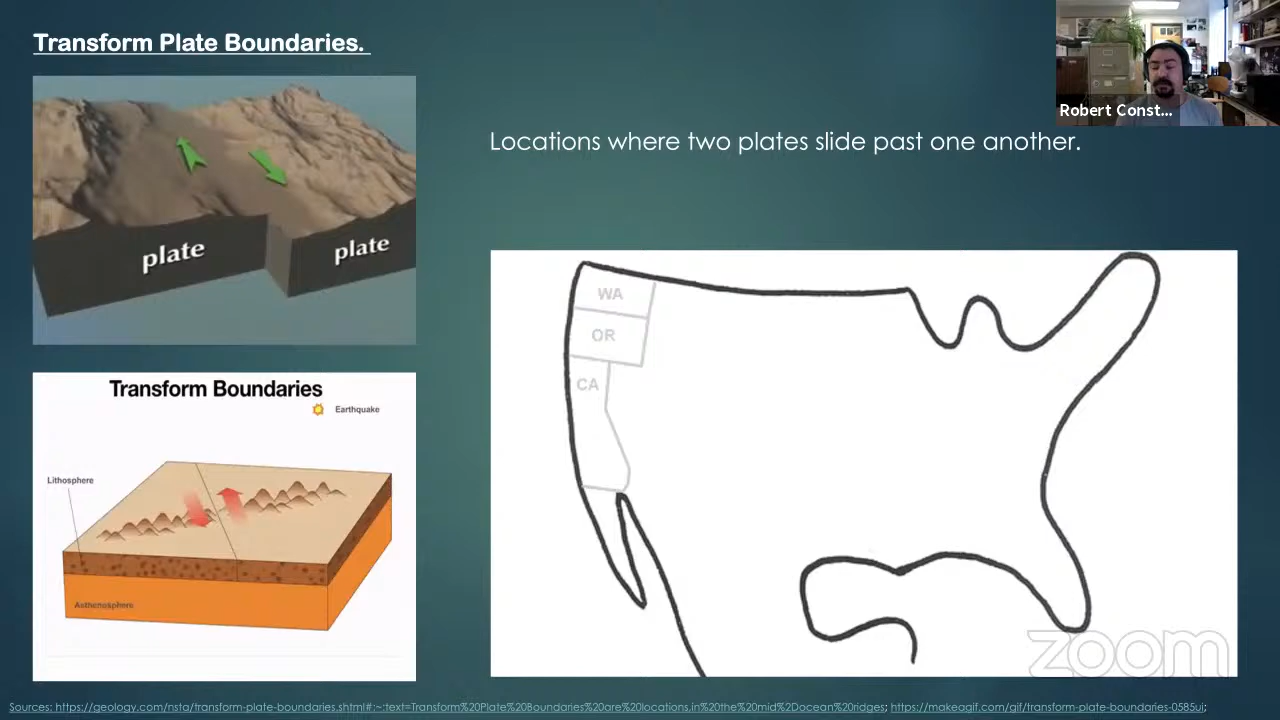 Transform Plate Boundaries.
Robert Const...
Locations where two plates slide past one another.
plate
plate
WA
OR
CA
Transform Boundaries
Earthquake
Lithosphere
Asthenosphere
zoom
Sources: https://geology.com/nsta/transform-plate-boundaries.shtml#:~:text=Transform%20Plate%20Boundaries%20are%20locations,in%20the%20mid%2Docean%20ridges; https://makeagif.com/gif/transform-plate-boundaries-0585ui;